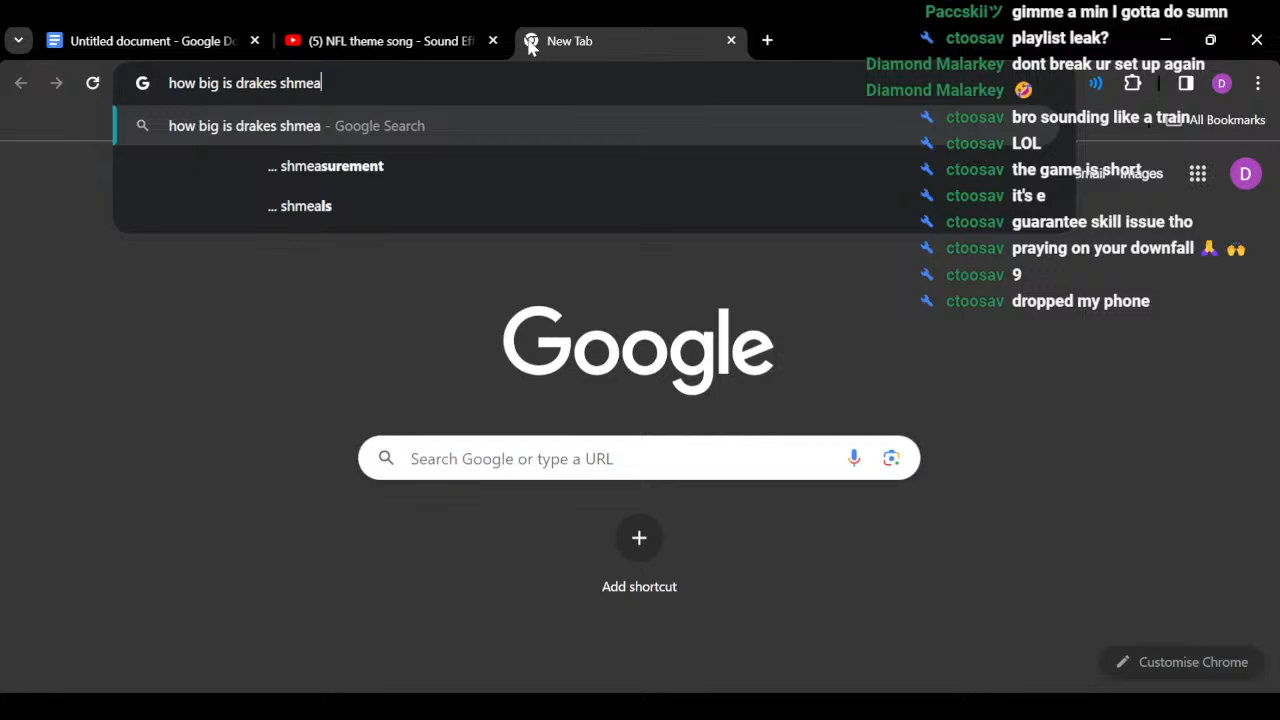 Paccskiiツ gimme a min I gotta do sumn
Untitled document - Google Do
(5) NFL theme song - Sound Eff
New Tab
ctoosav playlist leak?
Diamond Malarkey dont break ur set up again
how big is drakes shmea
D
Diamond Malarkey 🤣
how big is drakes shmea - Google Search
ctoosav bro sounding like a train
All Bookmarks
ctoosav LOL
... shmeasurement
ctoosav the game is short
Images
D
ctoosav it's e
... shmeals
ctoosav guarantee skill issue tho
ctoosav praying on your downfall 🙏 🙌
ctoosav 9
ctoosav dropped my phone
Google
Search Google or type a URL
Add shortcut
Customise Chrome